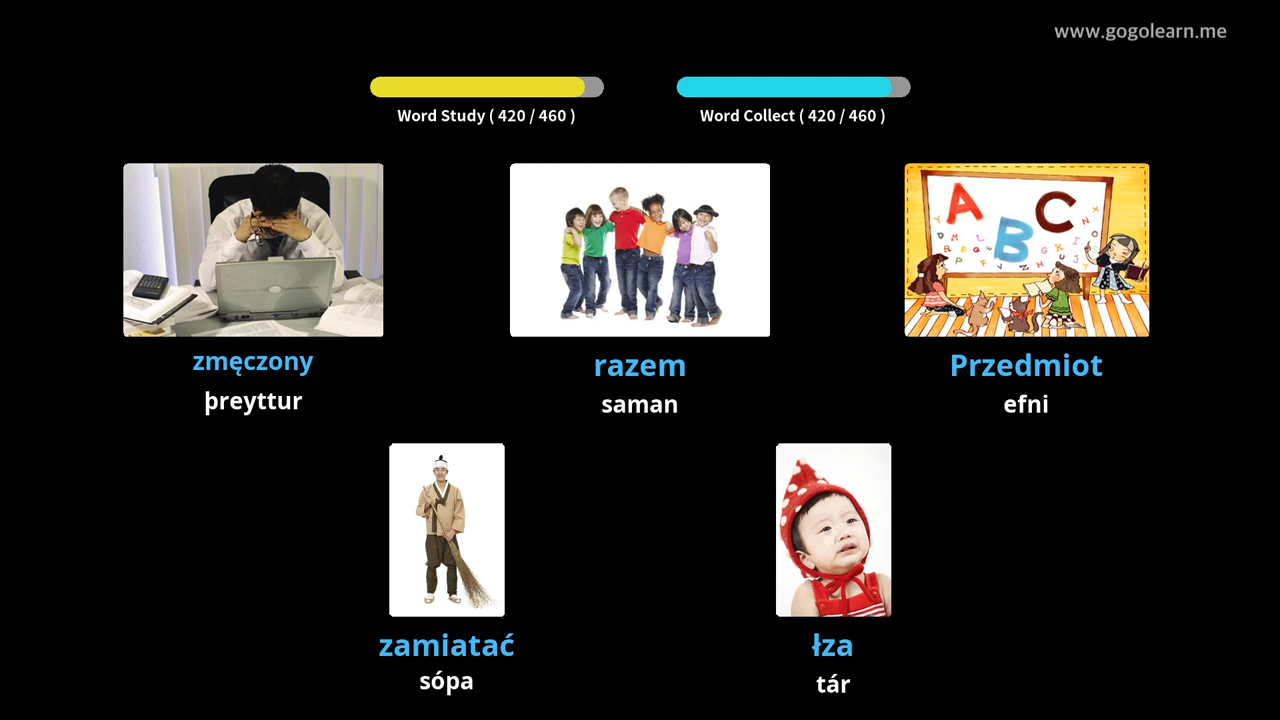 www.gogolearn.me
Word Study ( 420 / 460 )
Word Collect ( 420 / 460 )
zmęczony
þreyttur
razem
saman
A B C
Przedmiot
efni
zamiatać
sópa
łza
tár